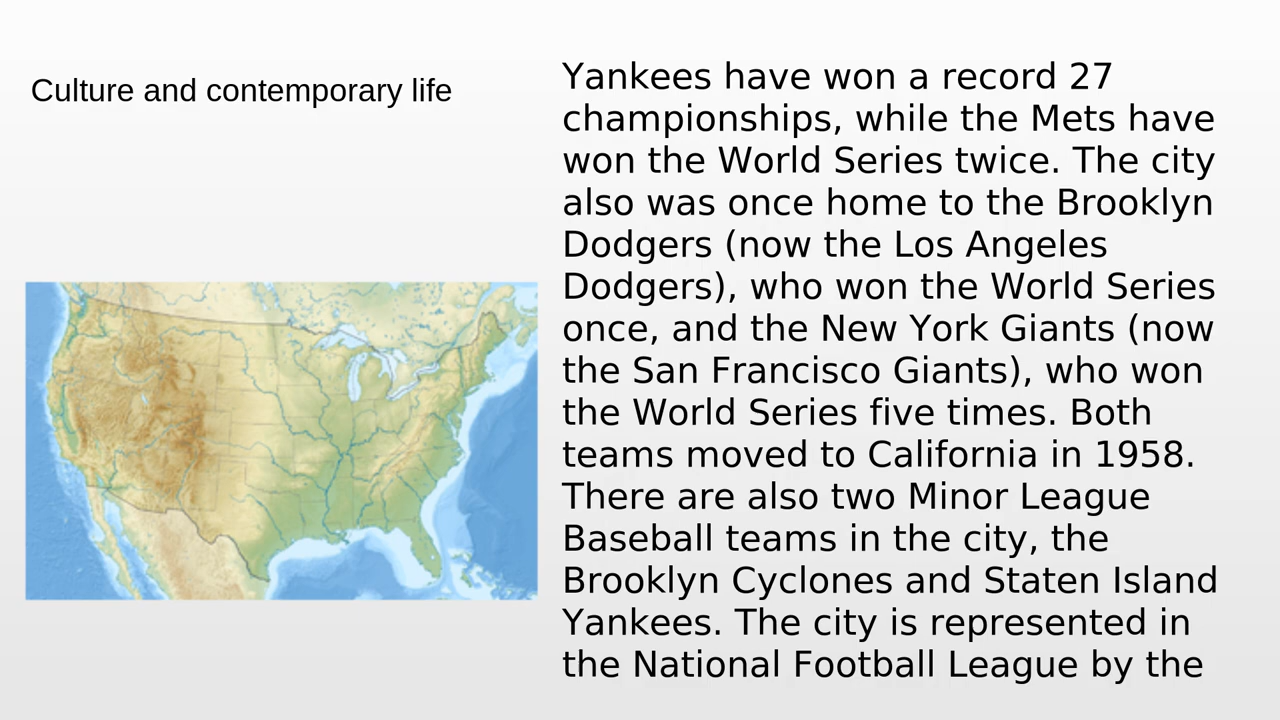 Culture and contemporary life
Yankees have won a record 27
championships, while the Mets have
won the World Series twice. The city
also was once home to the Brooklyn
Dodgers (now the Los Angeles
Dodgers), who won the World Series
once, and the New York Giants (now
the San Francisco Giants), who won
the World Series five times. Both
teams moved to California in 1958.
There are also two Minor League
Baseball teams in the city, the
Brooklyn Cyclones and Staten Island
Yankees. The city is represented in
the National Football League by the